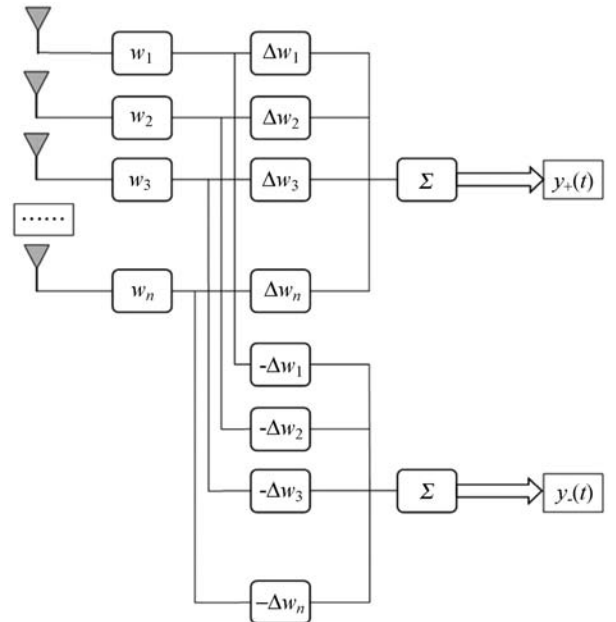 w₁ Δw₁
w₂ Δw₂
w₃ Δw₃ Σ y₊(t)
......
wₙ Δwₙ
-Δw₁
-Δw₂
-Δw₃ Σ y₋(t)
−Δwₙ